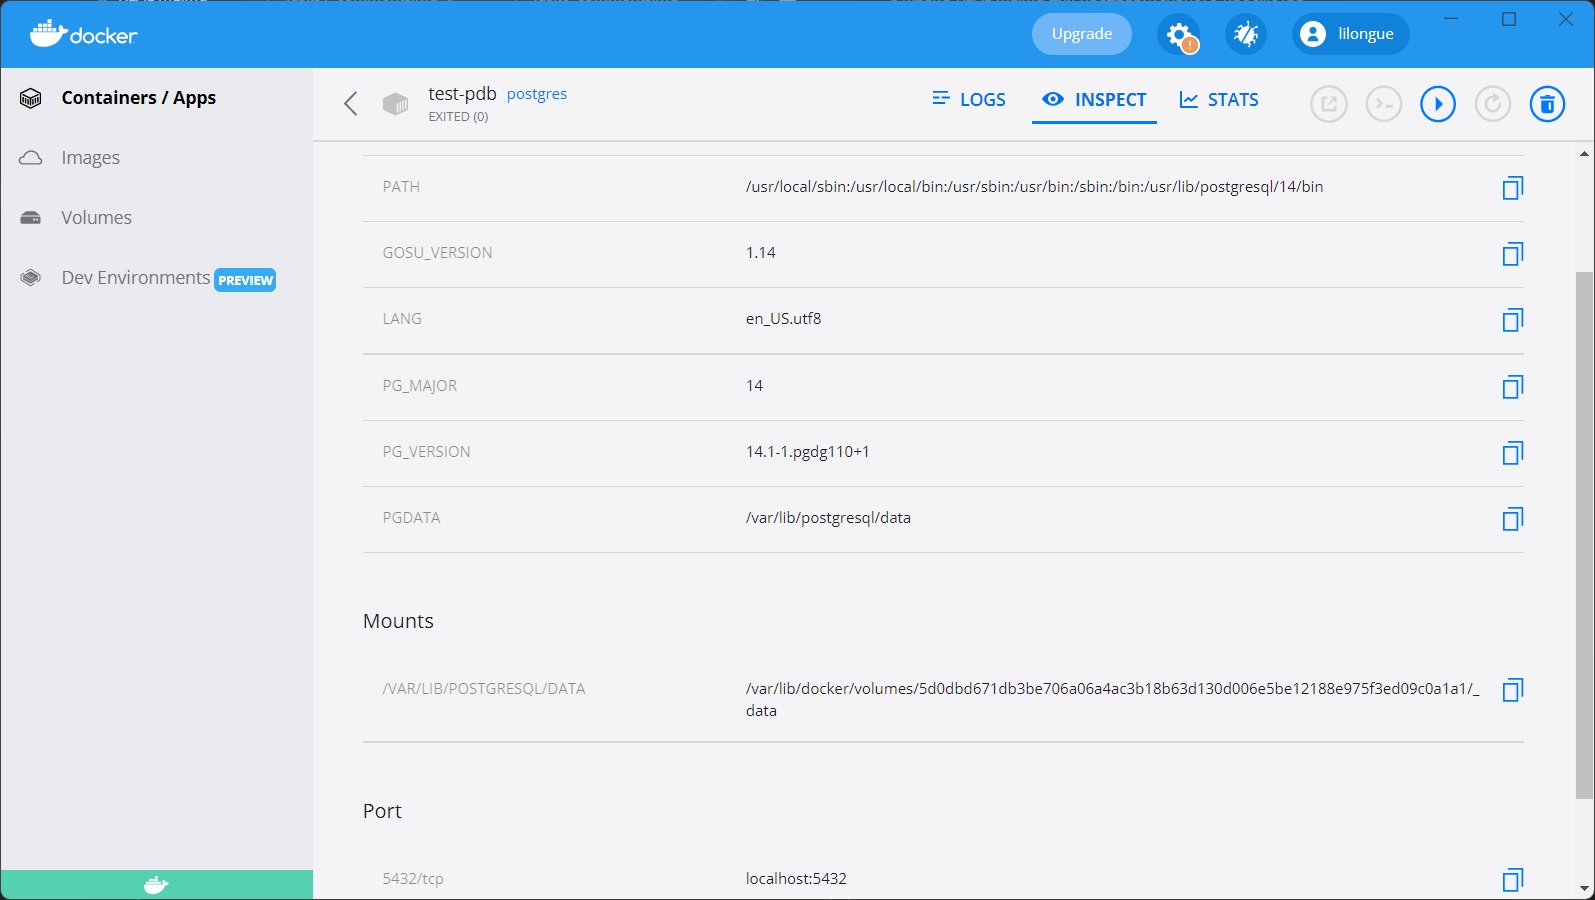 docker
Upgrade
lilongue
Containers / Apps
Images
Volumes
Dev Environments PREVIEW
test-pdb postgres
EXITED (0)
LOGS INSPECT STATS
PATH /usr/local/sbin:/usr/local/bin:/usr/sbin:/usr/bin:/sbin:/bin:/usr/lib/postgresql/14/bin
GOSU_VERSION 1.14
LANG en_US.utf8
PG_MAJOR 14
PG_VERSION 14.1-1.pgdg110+1
PGDATA /var/lib/postgresql/data
Mounts
/VAR/LIB/POSTGRESQL/DATA /var/lib/docker/volumes/5d0dbd671db3be706a06a4ac3b18b63d130d006e5be12188e975f3ed09c0a1a1/_
data
Port
5432/tcp localhost:5432